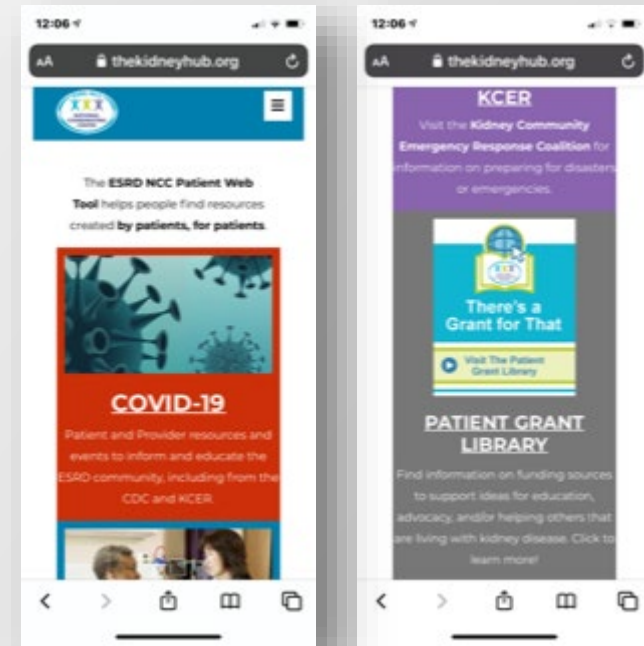 12:06
AA thekidneyhub.org
The ESRD NCC Patient Web
Tool helps people find resources
created by patients, for patients.
COVID-19
Patient and Provider resources and
events to inform and educate the
ESRD community, including from the
CDC and KCER.
12:06
AA thekidneyhub.org
KCER
Visit the Kidney Community
Emergency Response Coalition for
information on preparing for disasters
or emergencies.
There's a
Grant for That
Visit The Patient
Grant Library
PATIENT GRANT
LIBRARY
Find information on funding sources
to support ideas for education,
advocacy, and/or helping others that
are living with kidney disease. Click to
learn more!